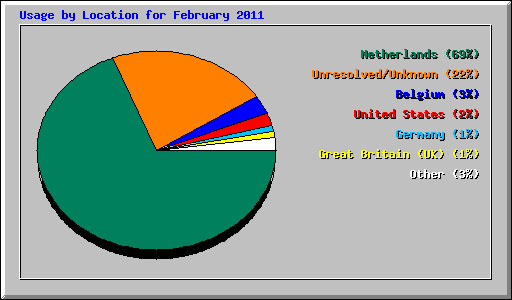 Usage by Location for February 2011
Netherlands (69%)
Unresolved/Unknown (22%)
Belgium (3%)
United States (2%)
Germany (1%)
Great Britain (UK) (1%)
Other (3%)